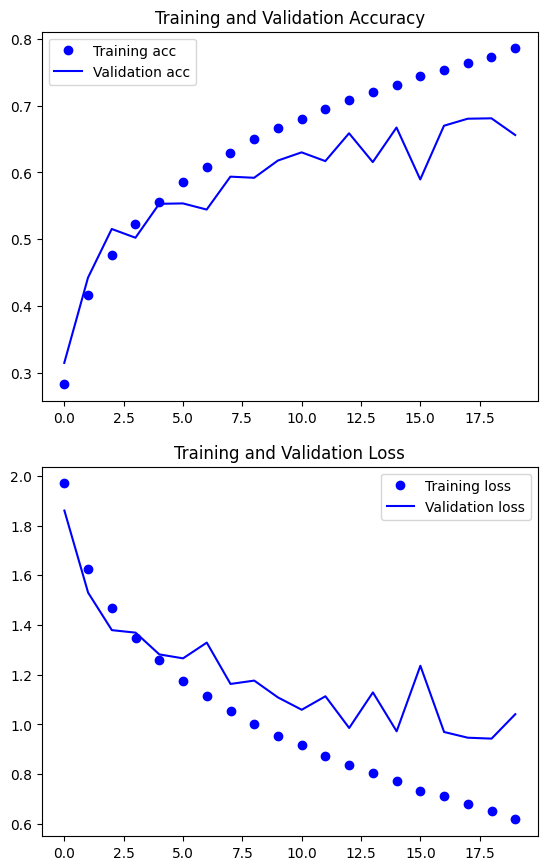 Training and Validation Accuracy
Training acc
Validation acc
0.8
0.7
0.6
0.5
0.4
0.3
0.0 2.5 5.0 7.5 10.0 12.5 15.0 17.5
Training and Validation Loss
Training loss
Validation loss
2.0
1.8
1.6
1.4
1.2
1.0
0.8
0.6
0.0 2.5 5.0 7.5 10.0 12.5 15.0 17.5